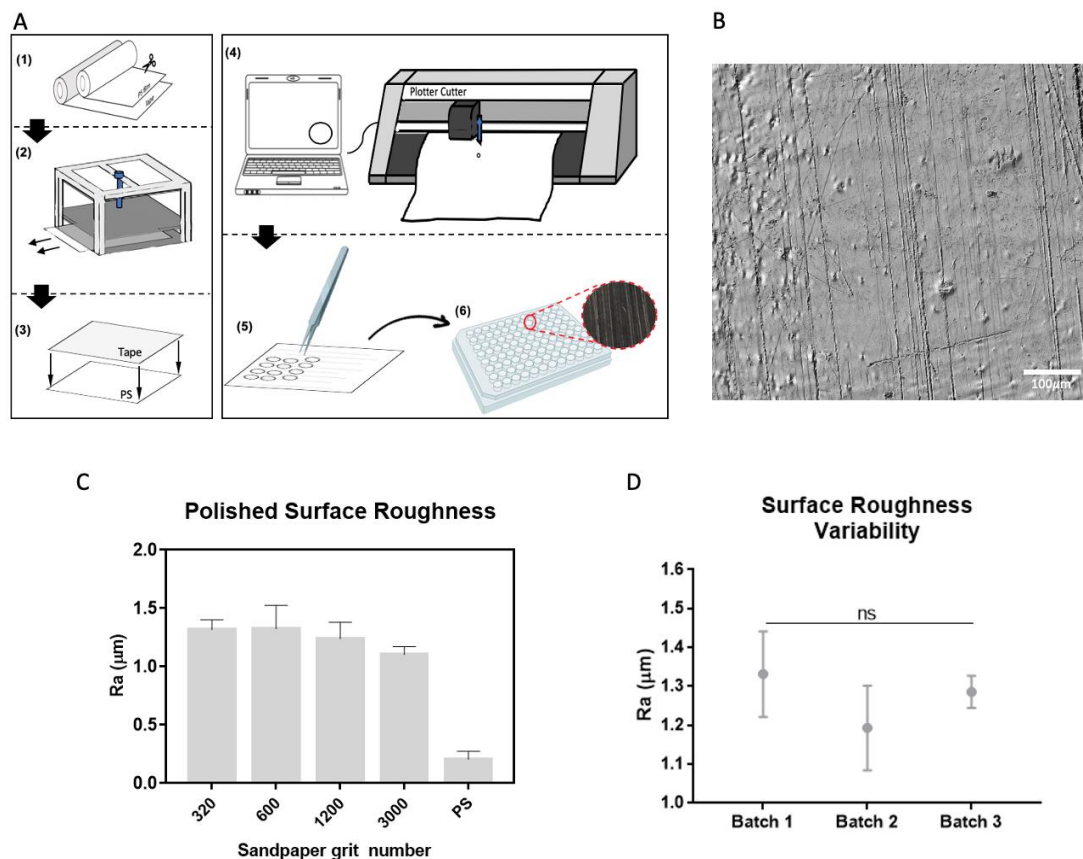 A
(1)
PS film
Tape
(2)
(3)
Tape
PS
(4)
Plotter Cutter
(5)
(6)
B
100μm
C
Polished Surface Roughness
Ra (μm)
2.0
1.5
1.0
0.5
0.0
320
600
1200
3000
PS
Sandpaper grit number
D
Surface Roughness
Variability
Ra (μm)
1.6
1.5
1.4
1.3
1.2
1.1
1.0
ns
Batch 1
Batch 2
Batch 3